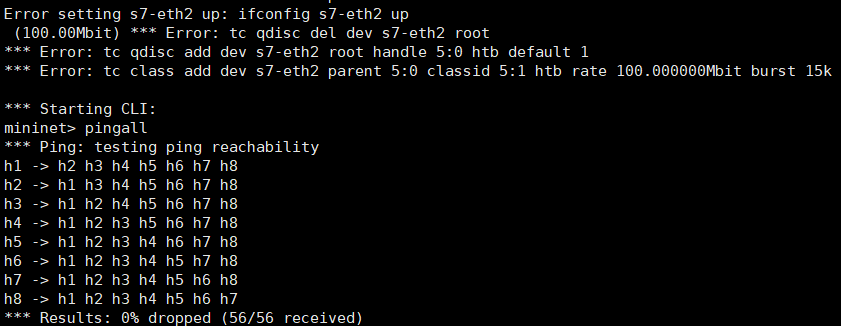 Error setting s7-eth2 up: ifconfig s7-eth2 up
 (100.00Mbit) *** Error: tc qdisc del dev s7-eth2 root
*** Error: tc qdisc add dev s7-eth2 root handle 5:0 htb default 1
*** Error: tc class add dev s7-eth2 parent 5:0 classid 5:1 htb rate 100.000000Mbit burst 15k

*** Starting CLI:
mininet> pingall
*** Ping: testing ping reachability
h1 -> h2 h3 h4 h5 h6 h7 h8
h2 -> h1 h3 h4 h5 h6 h7 h8
h3 -> h1 h2 h4 h5 h6 h7 h8
h4 -> h1 h2 h3 h5 h6 h7 h8
h5 -> h1 h2 h3 h4 h6 h7 h8
h6 -> h1 h2 h3 h4 h5 h7 h8
h7 -> h1 h2 h3 h4 h5 h6 h8
h8 -> h1 h2 h3 h4 h5 h6 h7
*** Results: 0% dropped (56/56 received)